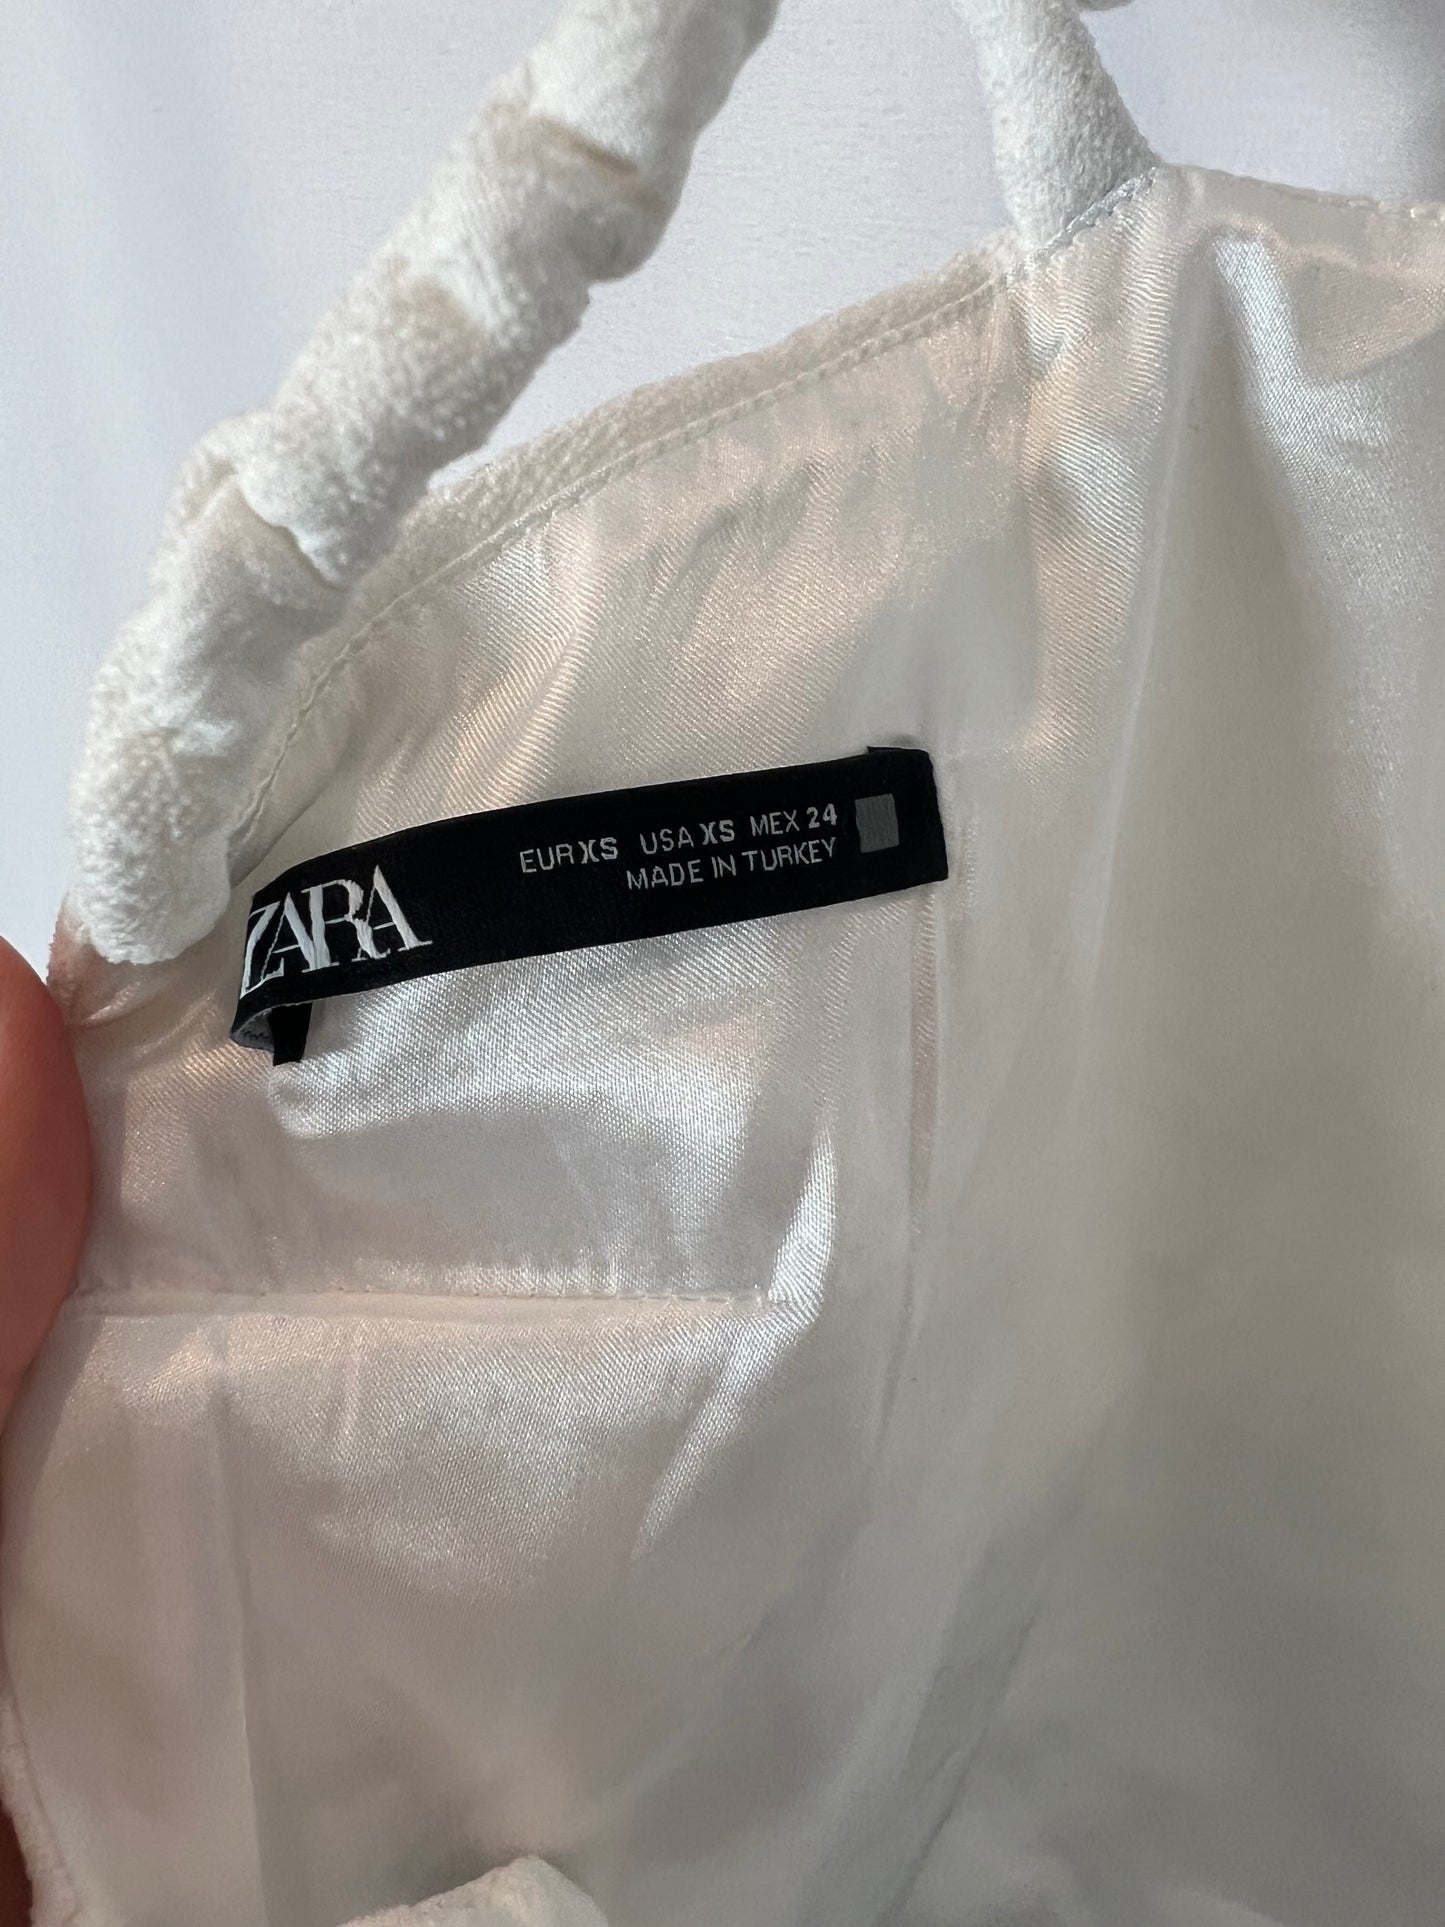 ZARA
EUR XS USA XS MEX 24
MADE IN TURKEY